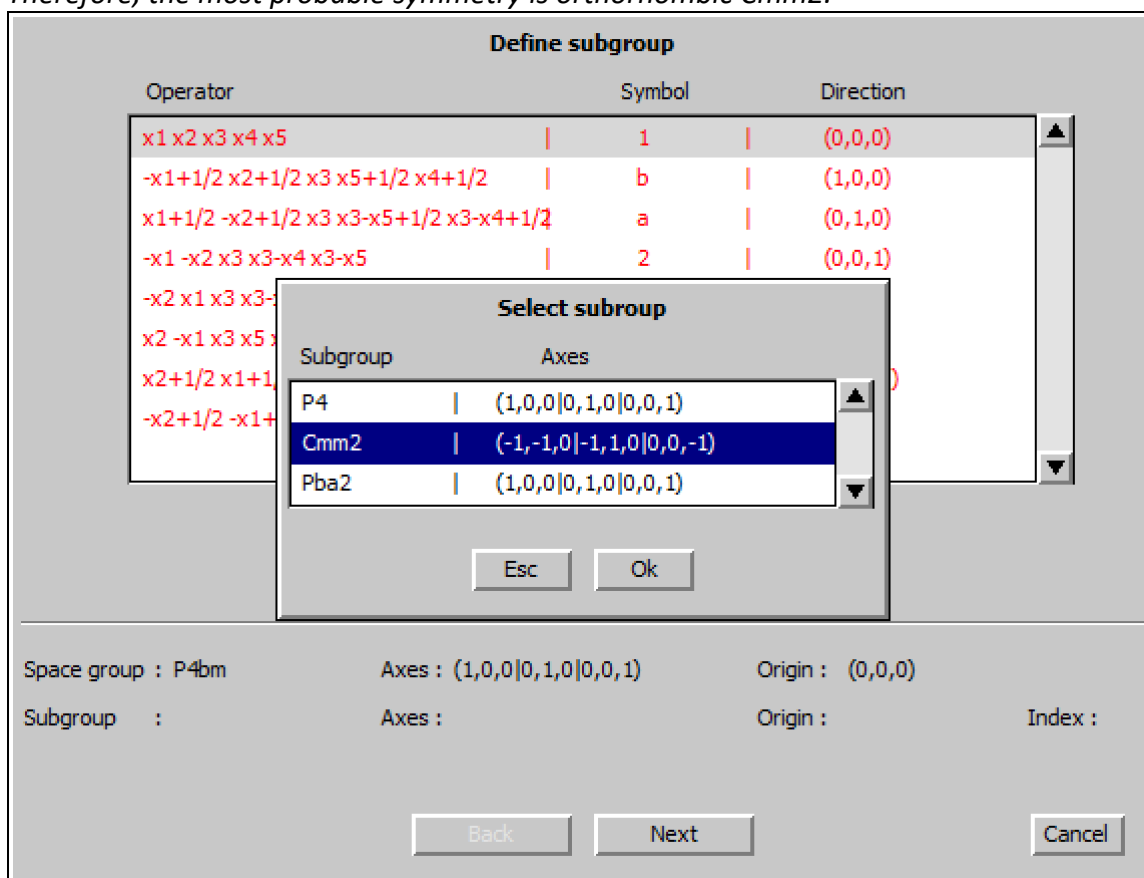 Therefore, the most probable symmetry is orthorhombic Cmm2.
Define subgroup
Operator Symbol Direction
x1 x2 x3 x4 x5 | 1 | (0,0,0)
-x1+1/2 x2+1/2 x3 x5+1/2 x4+1/2 | b | (1,0,0)
x1+1/2 -x2+1/2 x3 x3-x5+1/2 x3-x4+1/2 | a | (0,1,0)
-x1 -x2 x3 x3-x4 x3-x5 | 2 | (0,0,1)
-x2 x1 x3 x3-
x2 -x1 x3 x5
x2+1/2 x1+1 )
-x2+1/2 -x1+
Select subroup
Subgroup Axes
P4 | (1,0,0|0,1,0|0,0,1)
Cmm2 | (-1,-1,0|-1,1,0|0,0,-1)
Pba2 | (1,0,0|0,1,0|0,0,1)
Esc Ok
Space group : P4bm Axes : (1,0,0|0,1,0|0,0,1) Origin : (0,0,0)
Subgroup : Axes : Origin : Index :
Back Next Cancel